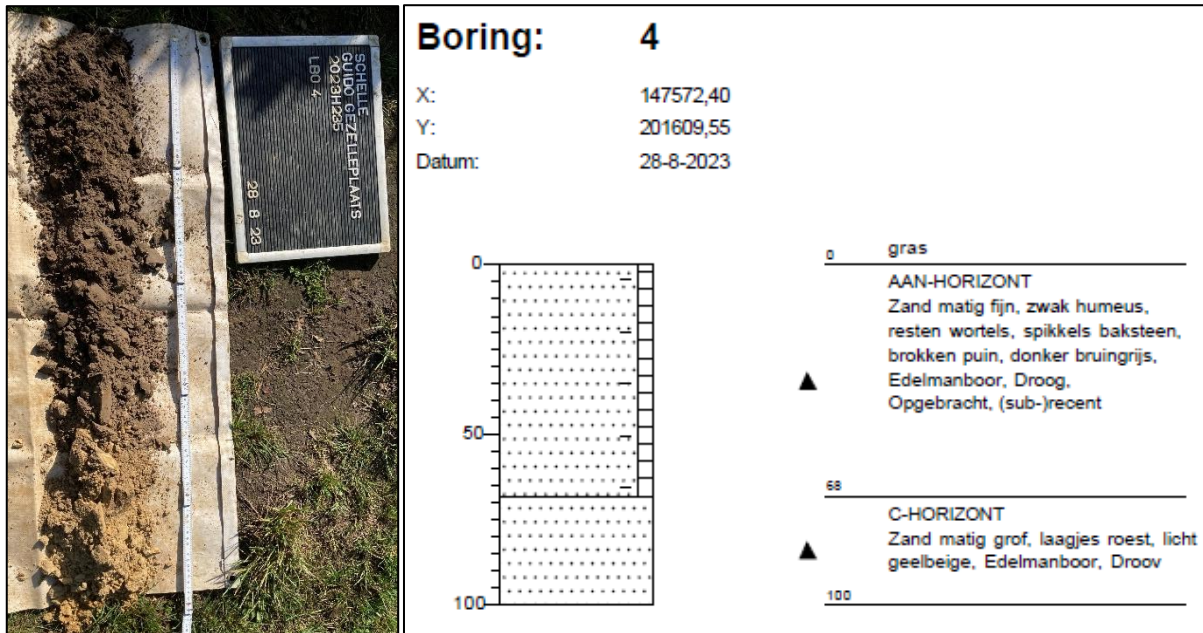 SCHELLE
GUIDO GEZELLEPLAATS
2023H235
LBO 4
28 8 23
Boring: 4
X: 147572,40
Y: 201609,55
Datum: 28-8-2023
0
50
100
0 gras
AAN-HORIZONT
Zand matig fijn, zwak humeus,
resten wortels, spikkels baksteen,
brokken puin, donker bruingrijs,
Edelmanboor, Droog,
Opgebracht, (sub-)recent
68
C-HORIZONT
Zand matig grof, laagjes roest, licht
geelbeige, Edelmanboor, Droov
100